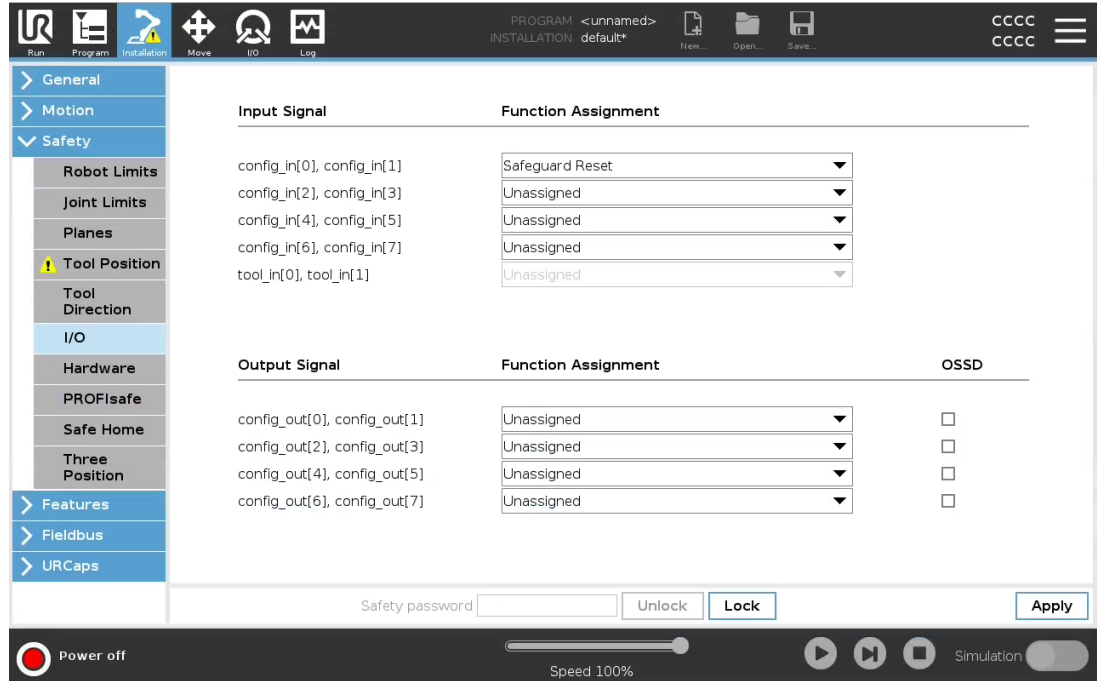 UR
Run
Program
Installation
Move
I/O
Log
PROGRAM <unnamed>
INSTALLATION default*
New...
Open...
Save...
CCCC
CCCC
General
Motion
Safety
Robot Limits
Joint Limits
Planes
Tool Position
Tool
Direction
I/O
Hardware
PROFIsafe
Safe Home
Three
Position
Features
Fieldbus
URCaps
Input Signal Function Assignment
config_in[0], config_in[1] Safeguard Reset
config_in[2], config_in[3] Unassigned
config_in[4], config_in[5] Unassigned
config_in[6], config_in[7] Unassigned
tool_in[0], tool_in[1] Unassigned
Output Signal Function Assignment OSSD
config_out[0], config_out[1] Unassigned
config_out[2], config_out[3] Unassigned
config_out[4], config_out[5] Unassigned
config_out[6], config_out[7] Unassigned
Safety password Unlock Lock Apply
Power off
Speed 100%
Simulation